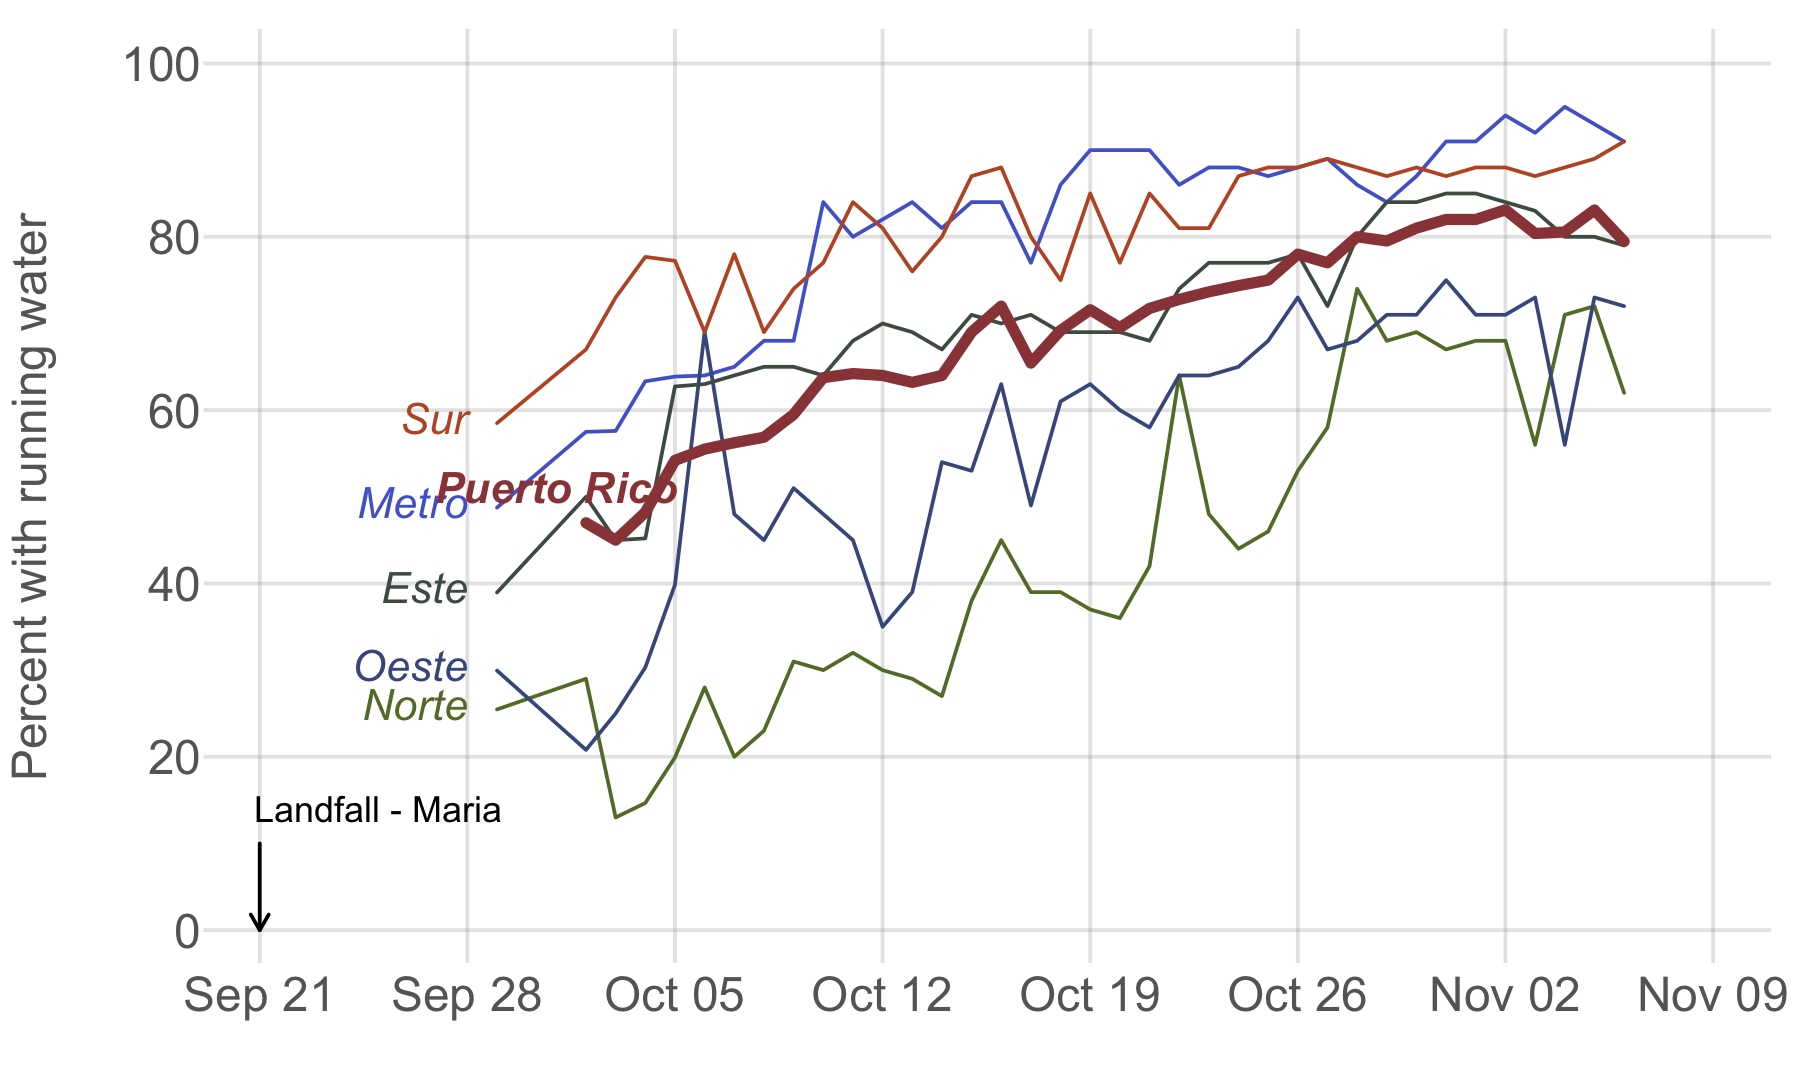 Percent with running water
100
80
60
40
20
0
Sur
Puerto Rico
Metro
Este
Oeste
Norte
Landfall - Maria
Sep 21 Sep 28 Oct 05 Oct 12 Oct 19 Oct 26 Nov 02 Nov 09